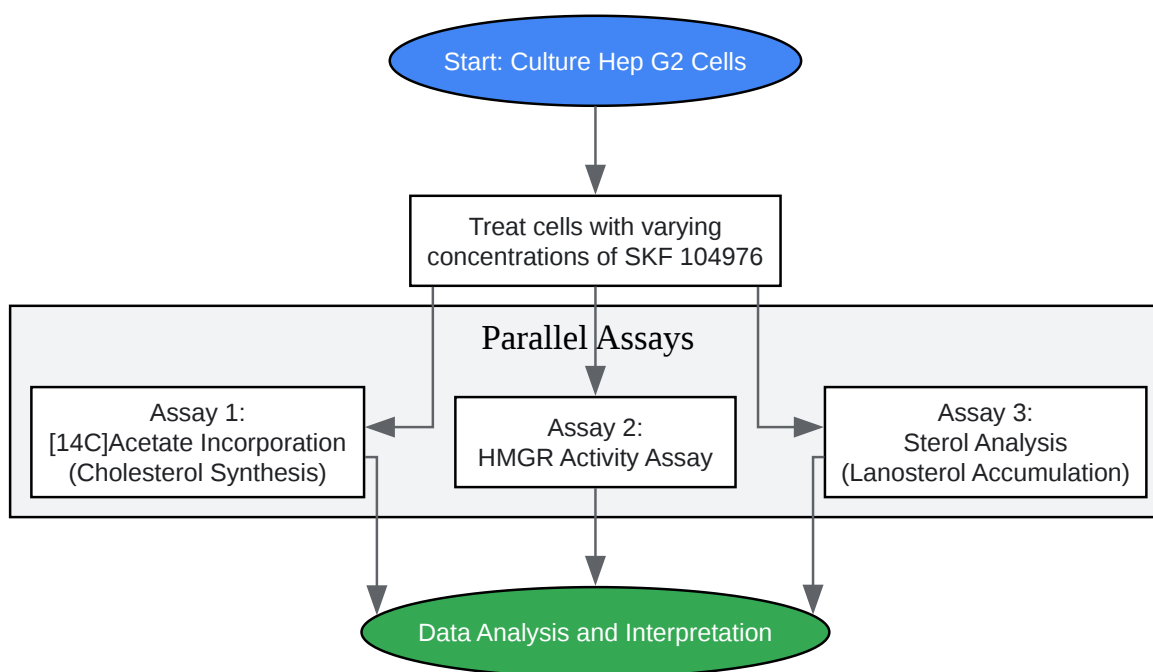 Start: Culture Hep G2 Cells
Treat cells with varying
concentrations of SKF 104976
Parallel Assays
Assay 1:
[14C]Acetate Incorporation
(Cholesterol Synthesis)
Assay 2:
HMGR Activity Assay
Assay 3:
Sterol Analysis
(Lanosterol Accumulation)
Data Analysis and Interpretation